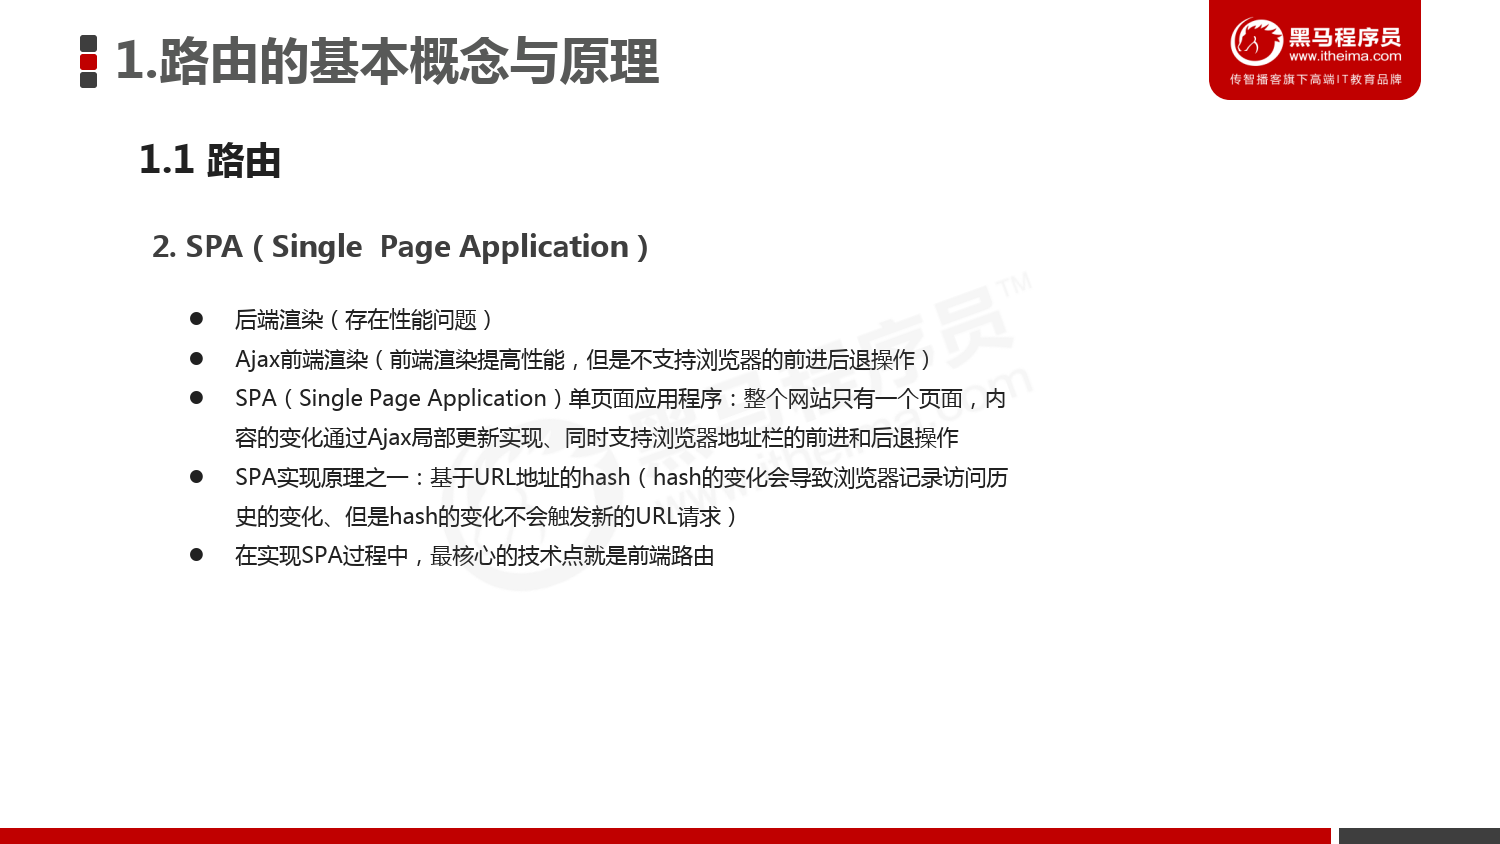 1.路由的基本概念与原理
黑马程序员
www.itheima.com
传智播客旗下高端IT教育品牌
1.1 路由
2. SPA（Single Page Application）
● 后端渲染（存在性能问题）
● Ajax前端渲染（前端渲染提高性能，但是不支持浏览器的前进后退操作）
● SPA（Single Page Application）单页面应用程序：整个网站只有一个页面，内
容的变化通过Ajax局部更新实现、同时支持浏览器地址栏的前进和后退操作
● SPA实现原理之一：基于URL地址的hash（hash的变化会导致浏览器记录访问历
史的变化、但是hash的变化不会触发新的URL请求）
● 在实现SPA过程中，最核心的技术点就是前端路由
黑马程序员™
www.itheima.com